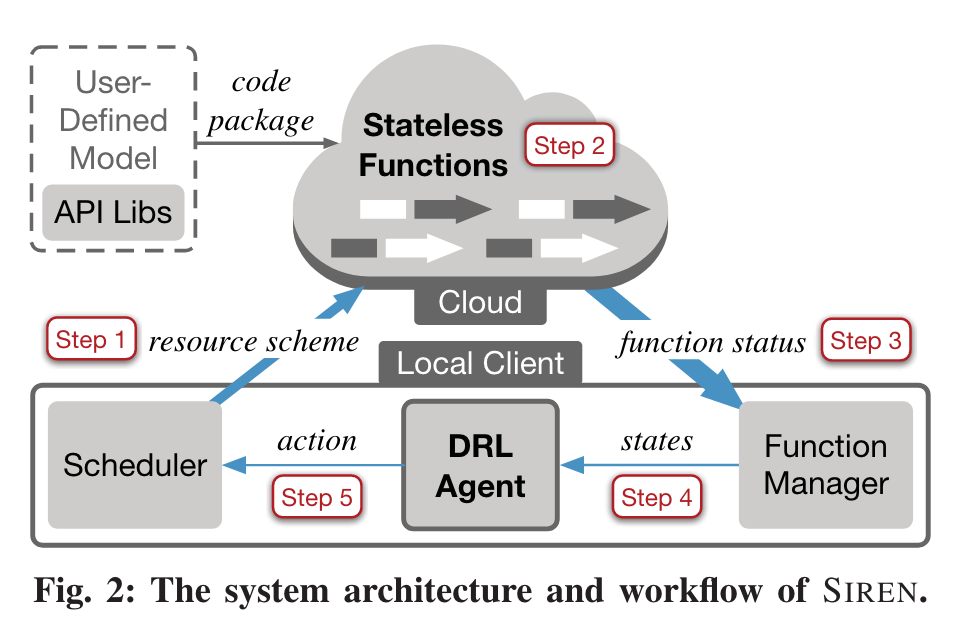 User-
Defined
Model
API Libs
code
package
Stateless
Functions
Step 2
Cloud
Step 1
resource scheme
function status
Step 3
Local Client
Scheduler
action
Step 5
DRL
Agent
states
Step 4
Function
Manager
Fig. 2: The system architecture and workflow of SIREN.